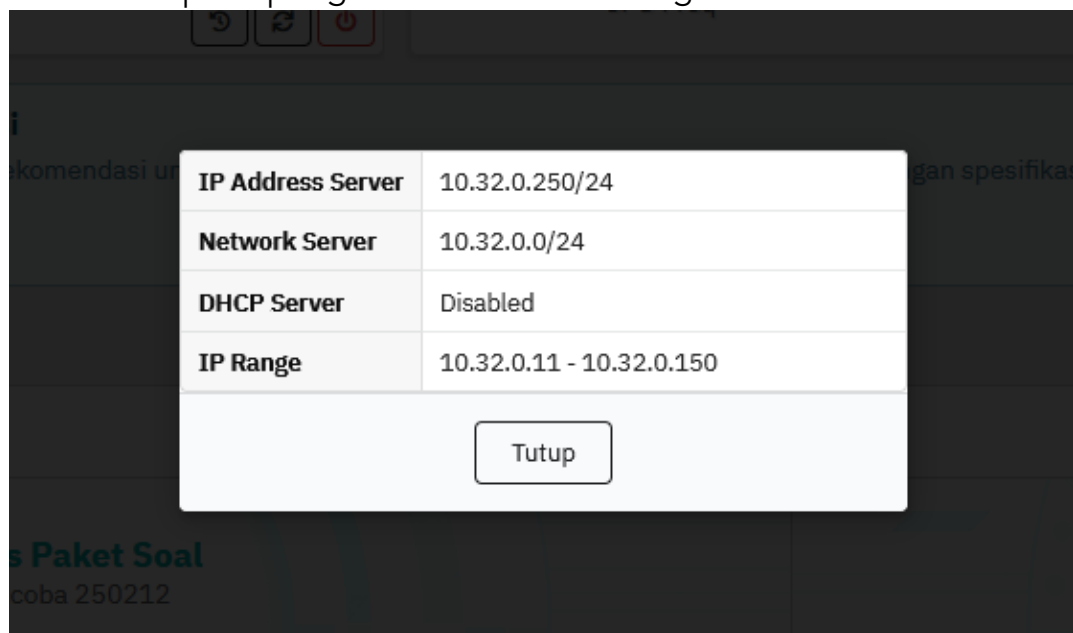 i
IP Address Server 10.32.0.250/24
Network Server 10.32.0.0/24
DHCP Server Disabled
IP Range 10.32.0.11 - 10.32.0.150
Tutup
s Paket Soal
coba 250212